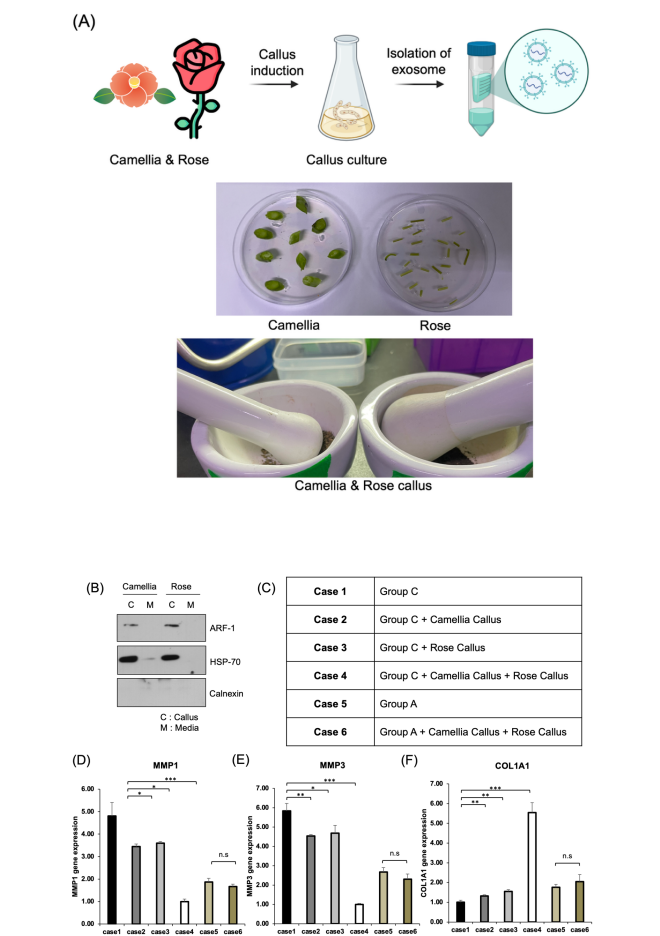 (A)
Callus
induction
Isolation of
exosome
Camellia & Rose
Callus culture
Camellia
Rose
Camellia & Rose callus
(B)
Camellia Rose
C M C M
ARF-1
HSP-70
Calnexin
C : Callus
M : Media
(C)
Case 1 Group C
Case 2 Group C + Camellia Callus
Case 3 Group C + Rose Callus
Case 4 Group C + Camellia Callus + Rose Callus
Case 5 Group A
Case 6 Group A + Camellia Callus + Rose Callus
(D)
MMP1
MMP1 gene expression
6.00
5.00
4.00
3.00
2.00
1.00
0.00
***
*
*
n.s
case1 case2 case3 case4 case5 case6
(E)
MMP3
MMP3 gene expression
7.00
6.00
5.00
4.00
3.00
2.00
1.00
0.00
***
*
**
n.s
case1 case2 case3 case4 case5 case6
(F)
COL1A1
COL1A1 gene expression
7.00
6.00
5.00
4.00
3.00
2.00
1.00
0.00
***
**
**
n.s
case1 case2 case3 case4 case5 case6